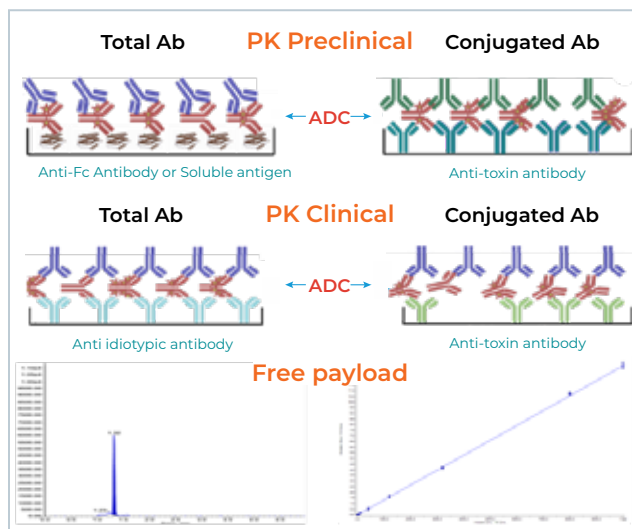 Total Ab PK Preclinical Conjugated Ab
ADC
Anti-Fc Antibody or Soluble antigen Anti-toxin antibody
Total Ab PK Clinical Conjugated Ab
ADC
Anti idiotypic antibody Anti-toxin antibody
Free payload